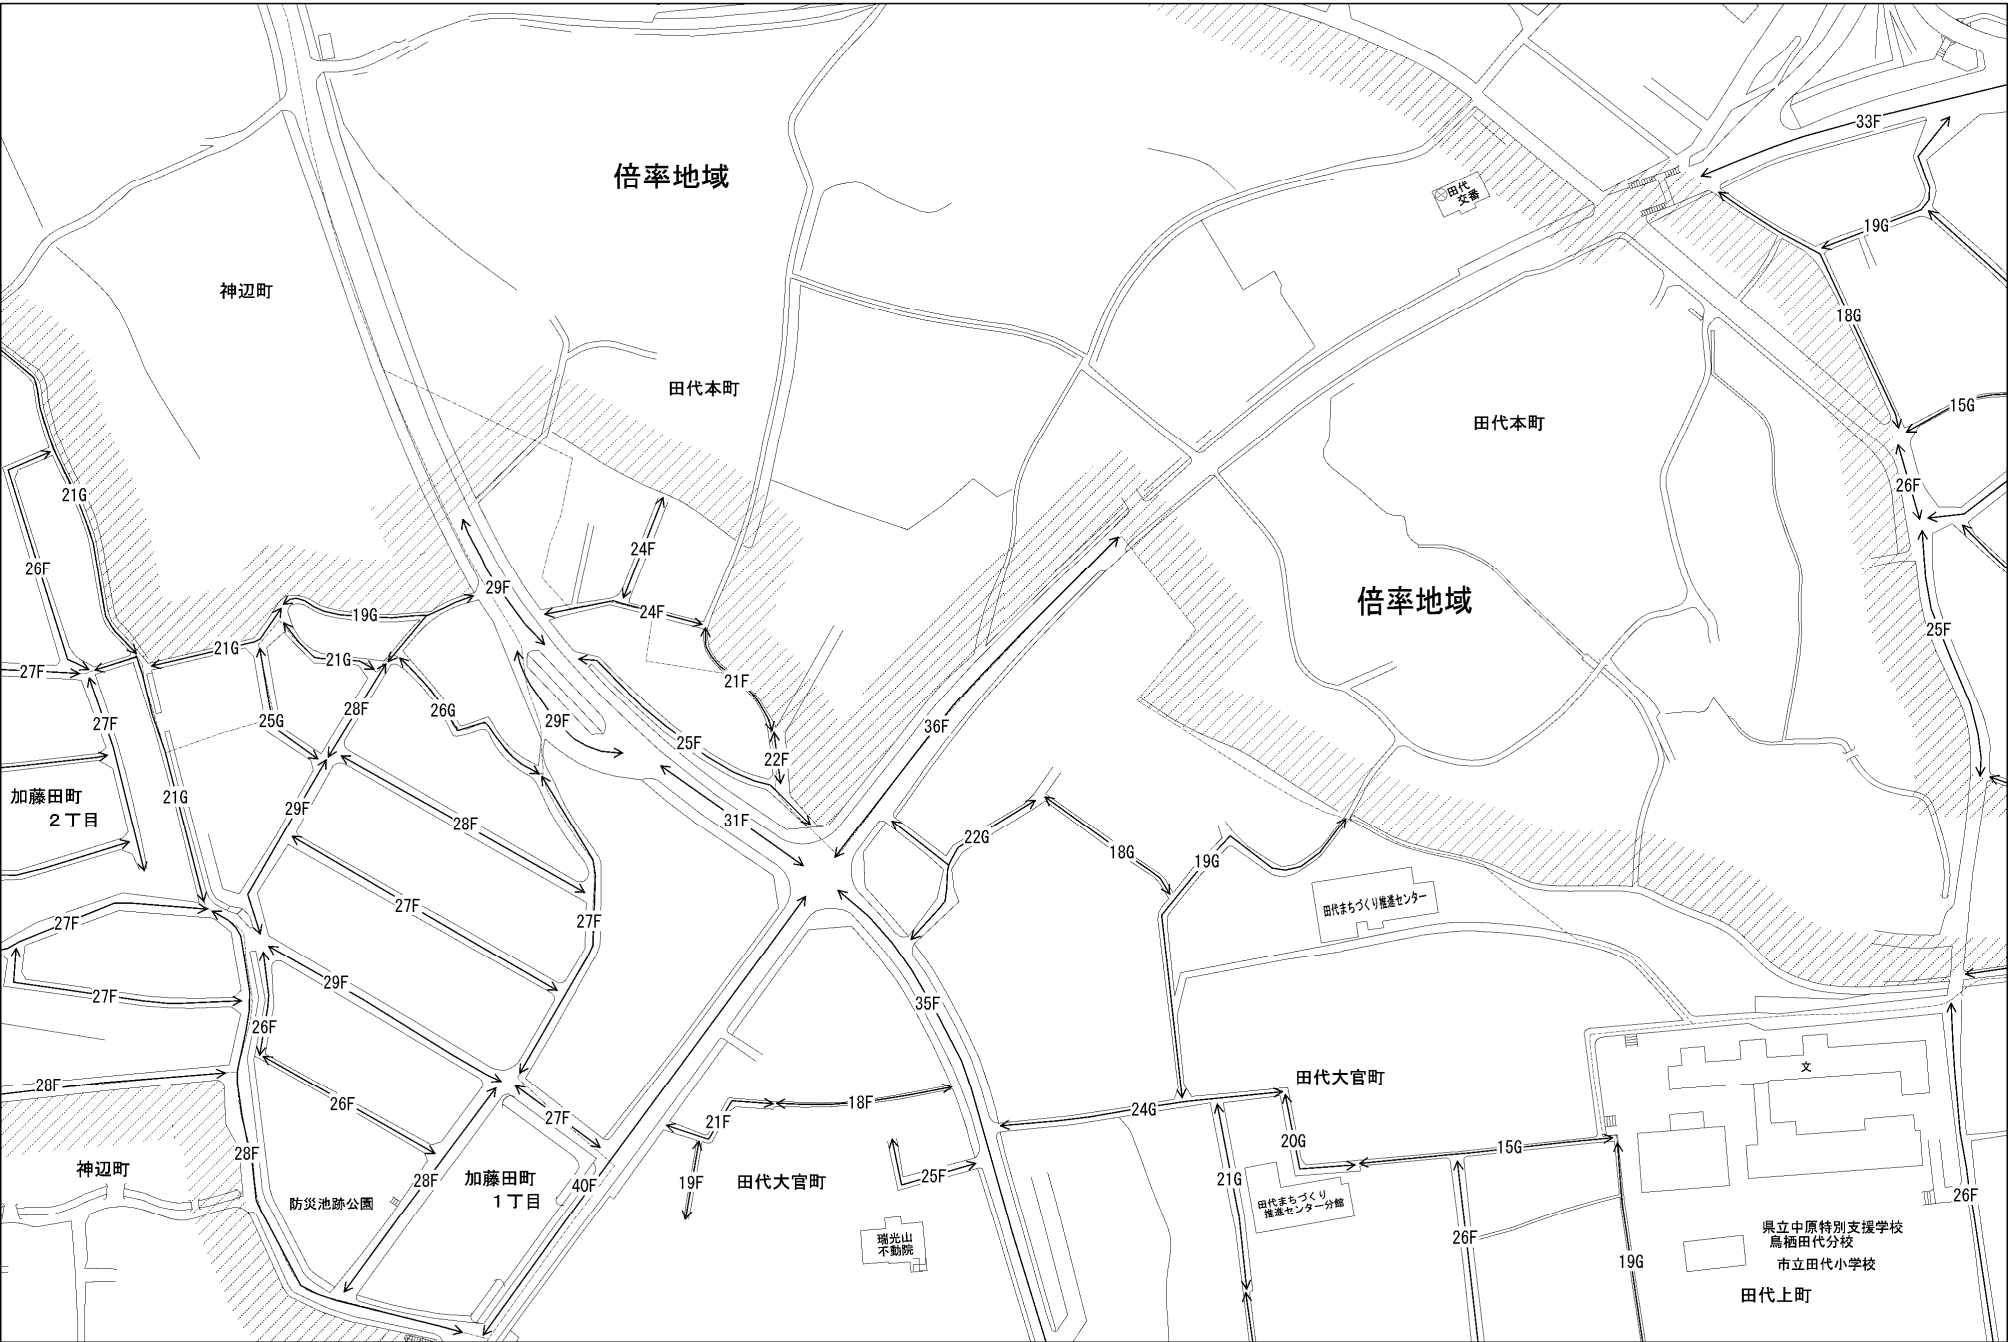 33F
倍率地域
田代
交番
19G
神辺町
18G
田代本町
15G
田代本町
21G
26F
24F
26F
29F
倍率地域
19G
24F
25F
21G
21G
27F
21F
26G
28F
25G
29F
27F
36F
25F
22F
加藤田町
2丁目
21G
29F
31F
28F
22G
18G
19G
27F
田代まちづくり推進センター
27F
27F
29F
27F
35F
26F
文
田代大官町
28F
26F
27F
18F
24G
21F
20G
15G
28F
神辺町
28F
加藤田町
1丁目
40F
19F
田代大官町
25F
21G
田代まちづくり
推進センター分館
26F
防災池跡公園
県立中原特別支援学校
鳥栖田代分校
瑞光山
不動院
26F
19G
市立田代小学校
田代上町